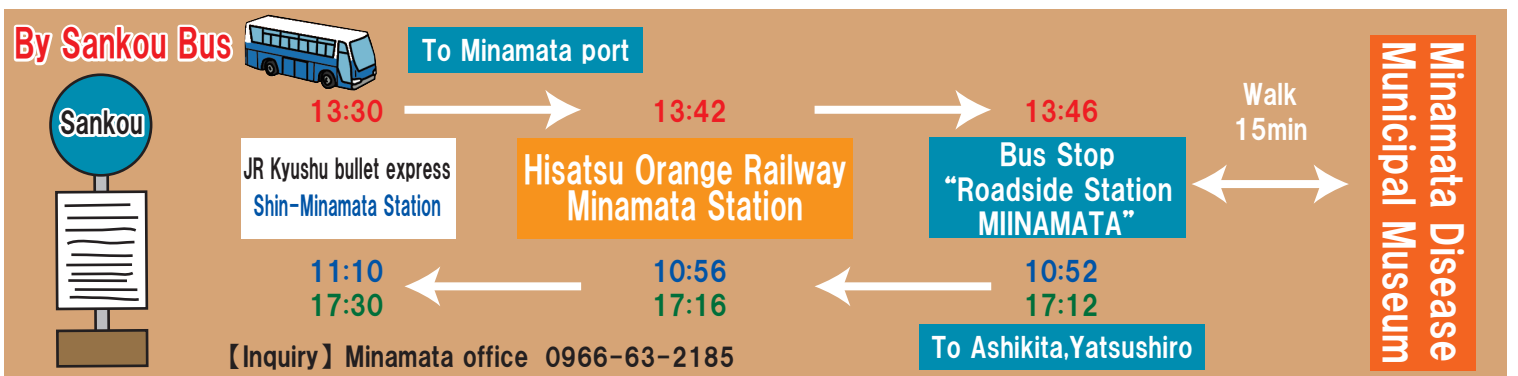 By Sankou Bus
To Minamata port
Sankou
13:30
13:42
13:46
Walk
15min
JR Kyushu bullet express
Shin-Minamata Station
Hisatsu Orange Railway
Minamata Station
Bus Stop
“Roadside Station
MIINAMATA”
Minamata Disease
Municipal Museum
11:10
10:56
10:52
17:30
17:16
17:12
To Ashikita,Yatsushiro
【Inquiry】Minamata office 0966-63-2185